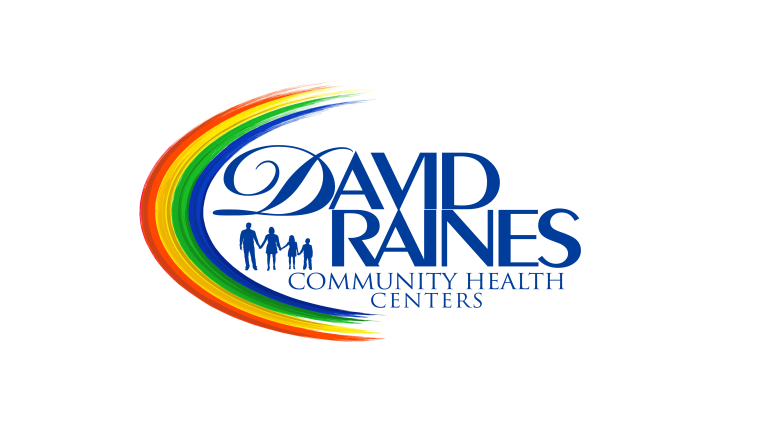 DAVID
RAINES
COMMUNITY HEALTH
CENTERS